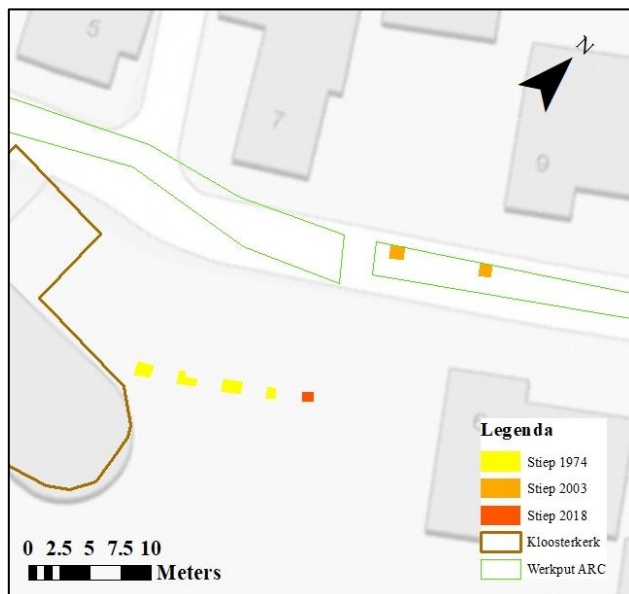 5
N
7
9
6
Legenda
Stiep 1974
Stiep 2003
Stiep 2018
Kloosterkerk
Werkput ARC
0 2.5 5 7.5 10
Meters